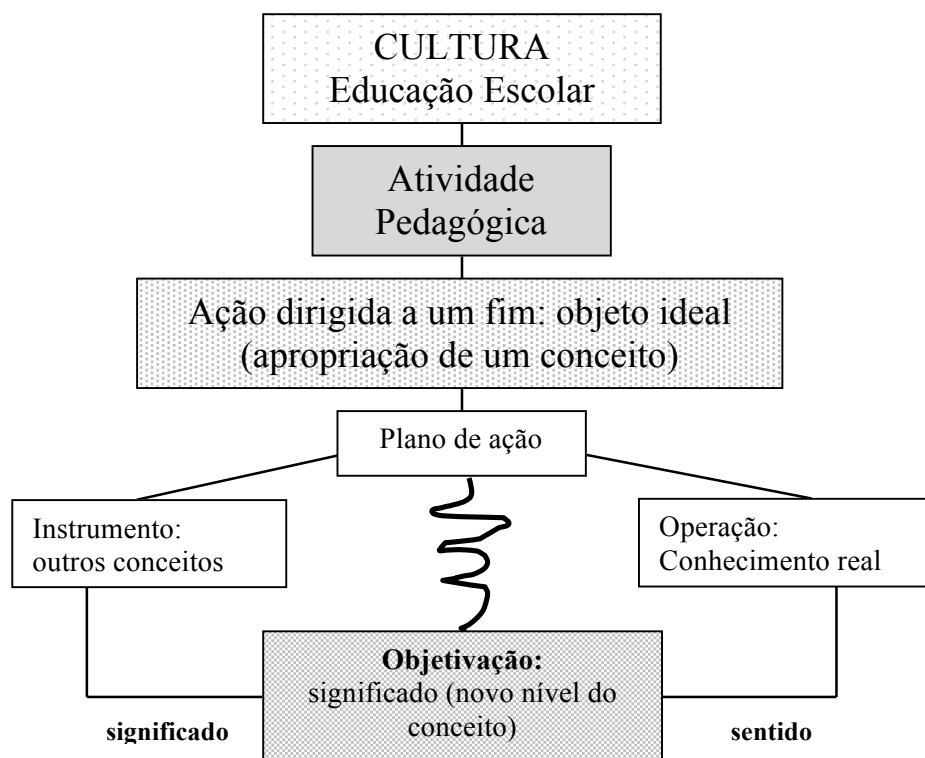 CULTURA
Educação Escolar
Atividade
Pedagógica
Ação dirigida a um fim: objeto ideal
(apropriação de um conceito)
Plano de ação
Instrumento:
outros conceitos
Operação:
Conhecimento real
Objetivação:
significado (novo nível do
conceito)
significado
sentido